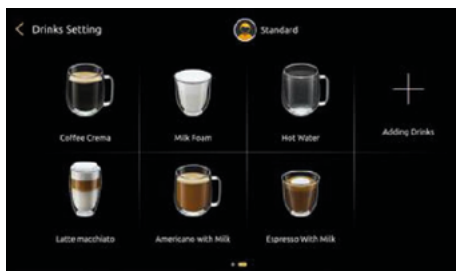 Drinks Setting
Standard
Coffee Crema
Milk Foam
Hot Water
Adding Drinks
Latte macchiato
Americano with Milk
Espresso With Milk